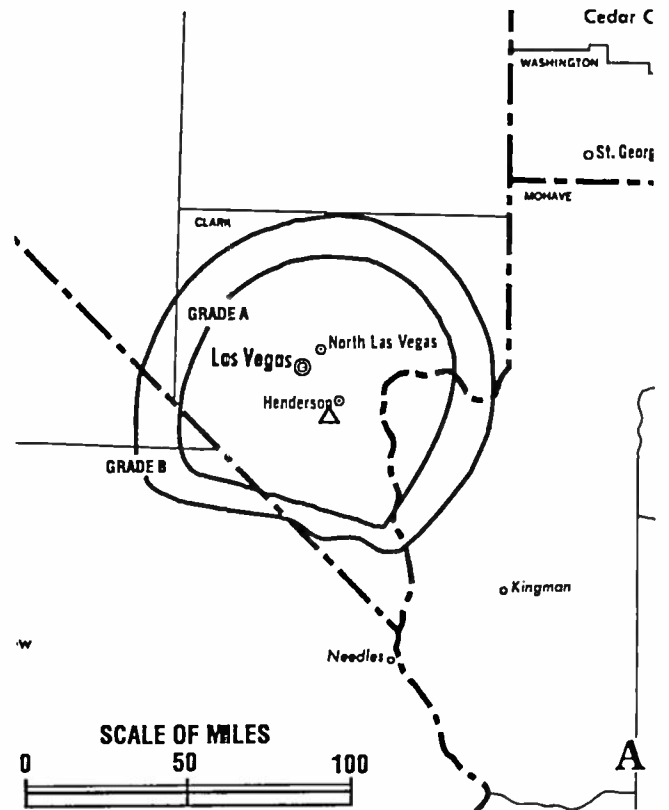 Cedar C
WASHINGTON
St. Georg
MOHAVE
CLARK
GRADE A
North Las Vegas
Las Vegas
Henderson
GRADE B
Kingman
w
Needles
SCALE OF MILES
0 50 100
A